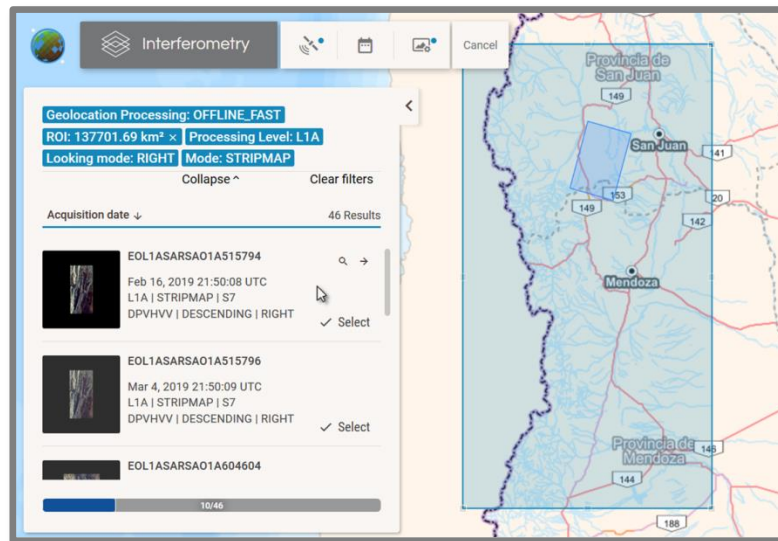 Interferometry
Cancel
Geolocation Processing: OFFLINE_FAST
ROI: 137701.69 km² × Processing Level: L1A
Looking mode: RIGHT Mode: STRIPMAP
Collapse ^ Clear filters
Acquisition date ↓ 46 Results
EOL1ASARSAO1A515794
Feb 16, 2019 21:50:08 UTC
L1A | STRIPMAP | S7
DPVHVV | DESCENDING | RIGHT
✓ Select
EOL1ASARSAO1A515796
Mar 4, 2019 21:50:09 UTC
L1A | STRIPMAP | S7
DPVHVV | DESCENDING | RIGHT
✓ Select
EOL1ASARSAO1A604604
10/46
Provincia de
San Juan
149
San Juan
141
153
149
20
142
Mendoza
Provincia de
Mendoza
146
144
188